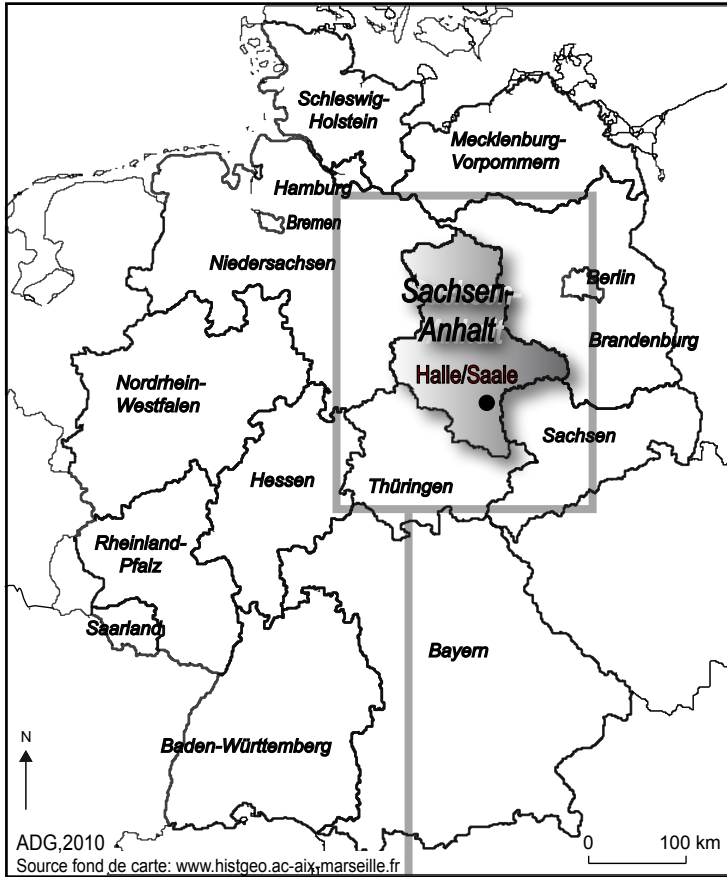 Schleswig-
Holstein
Mecklenburg-
Vorpommern
Hamburg
Bremen
Niedersachsen
Berlin
Sachsen-
Anhalt
Brandenburg
Halle/Saale
Nordrhein-
Westfalen
Sachsen
Hessen
Thüringen
Rheinland-
Pfalz
Saarland
Bayern
Baden-Württemberg
N
ADG,2010
0 100 km
Source fond de carte: www.histgeo.ac-aix-marseille.fr